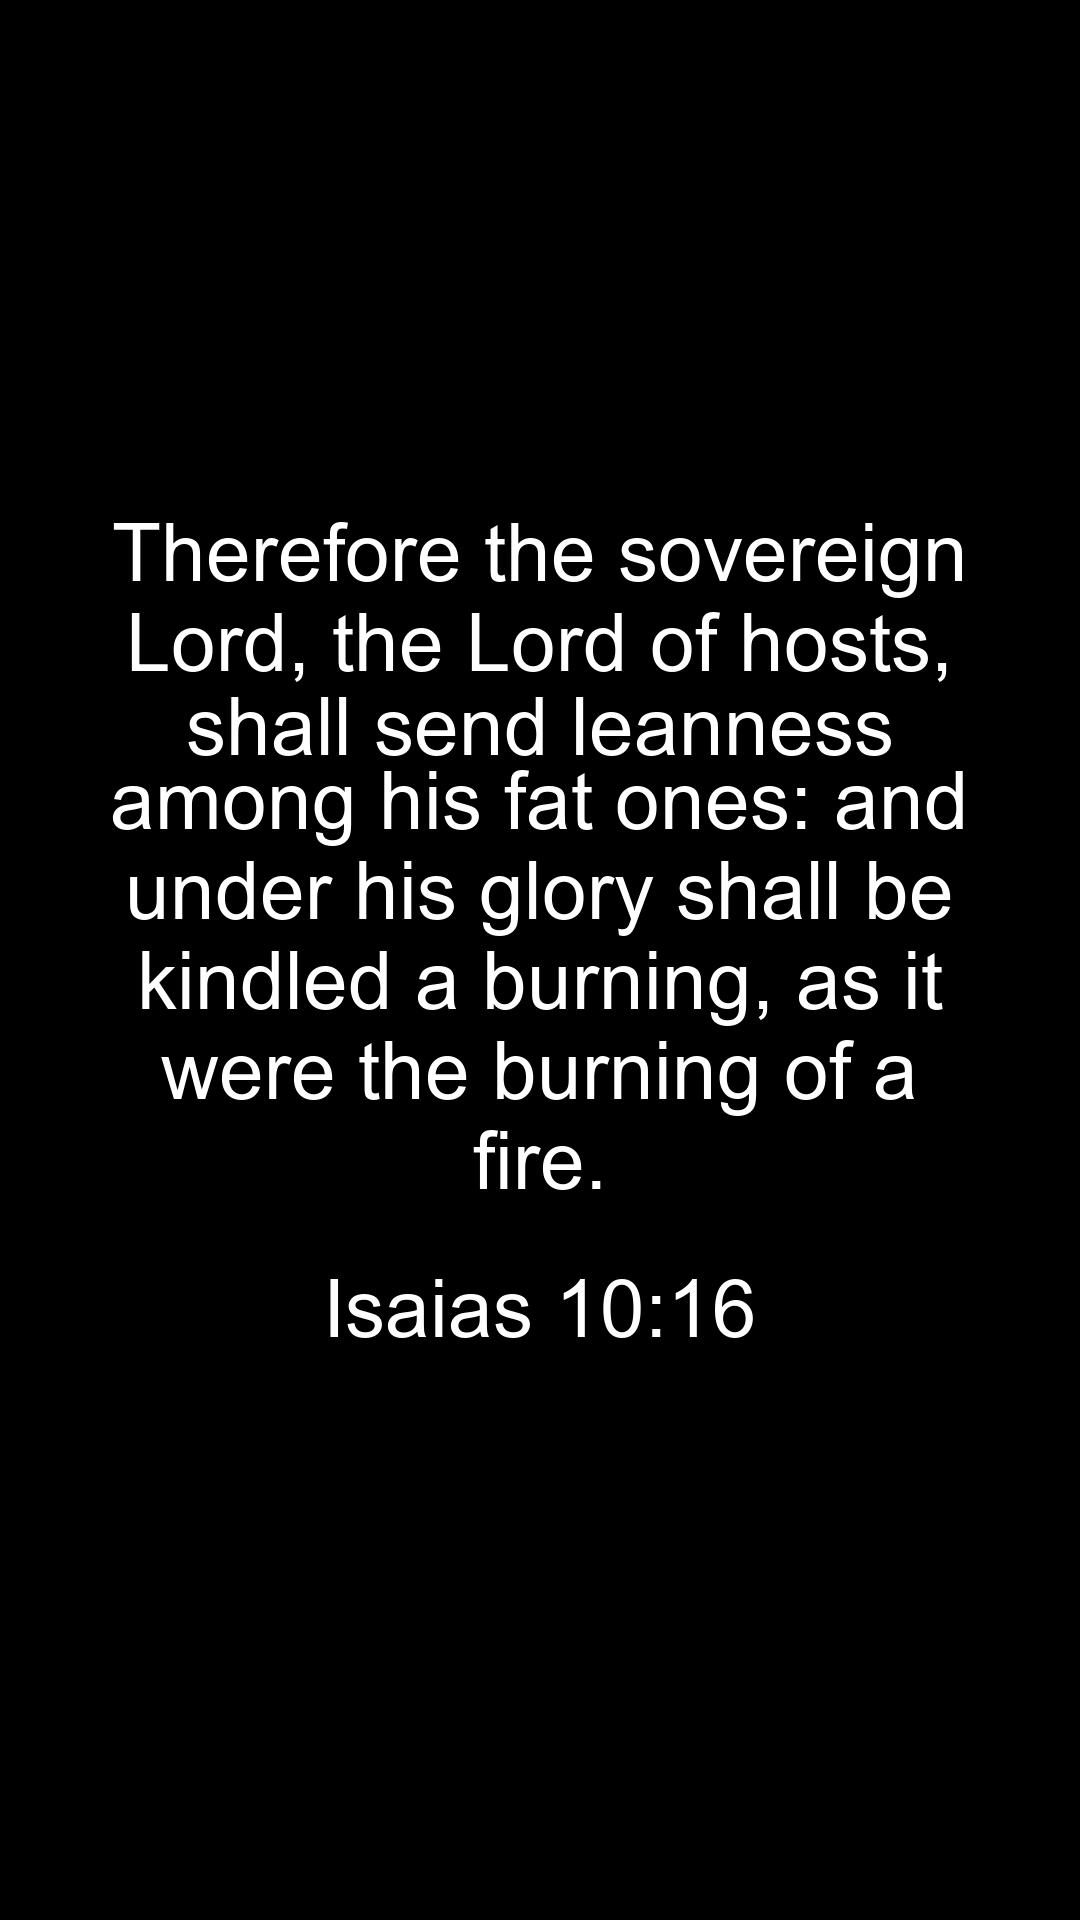 Therefore the sovereign
Lord, the Lord of hosts,
shall send leanness
among his fat ones: and
under his glory shall be
kindled a burning, as it
were the burning of a
fire.
Isaias 10:16